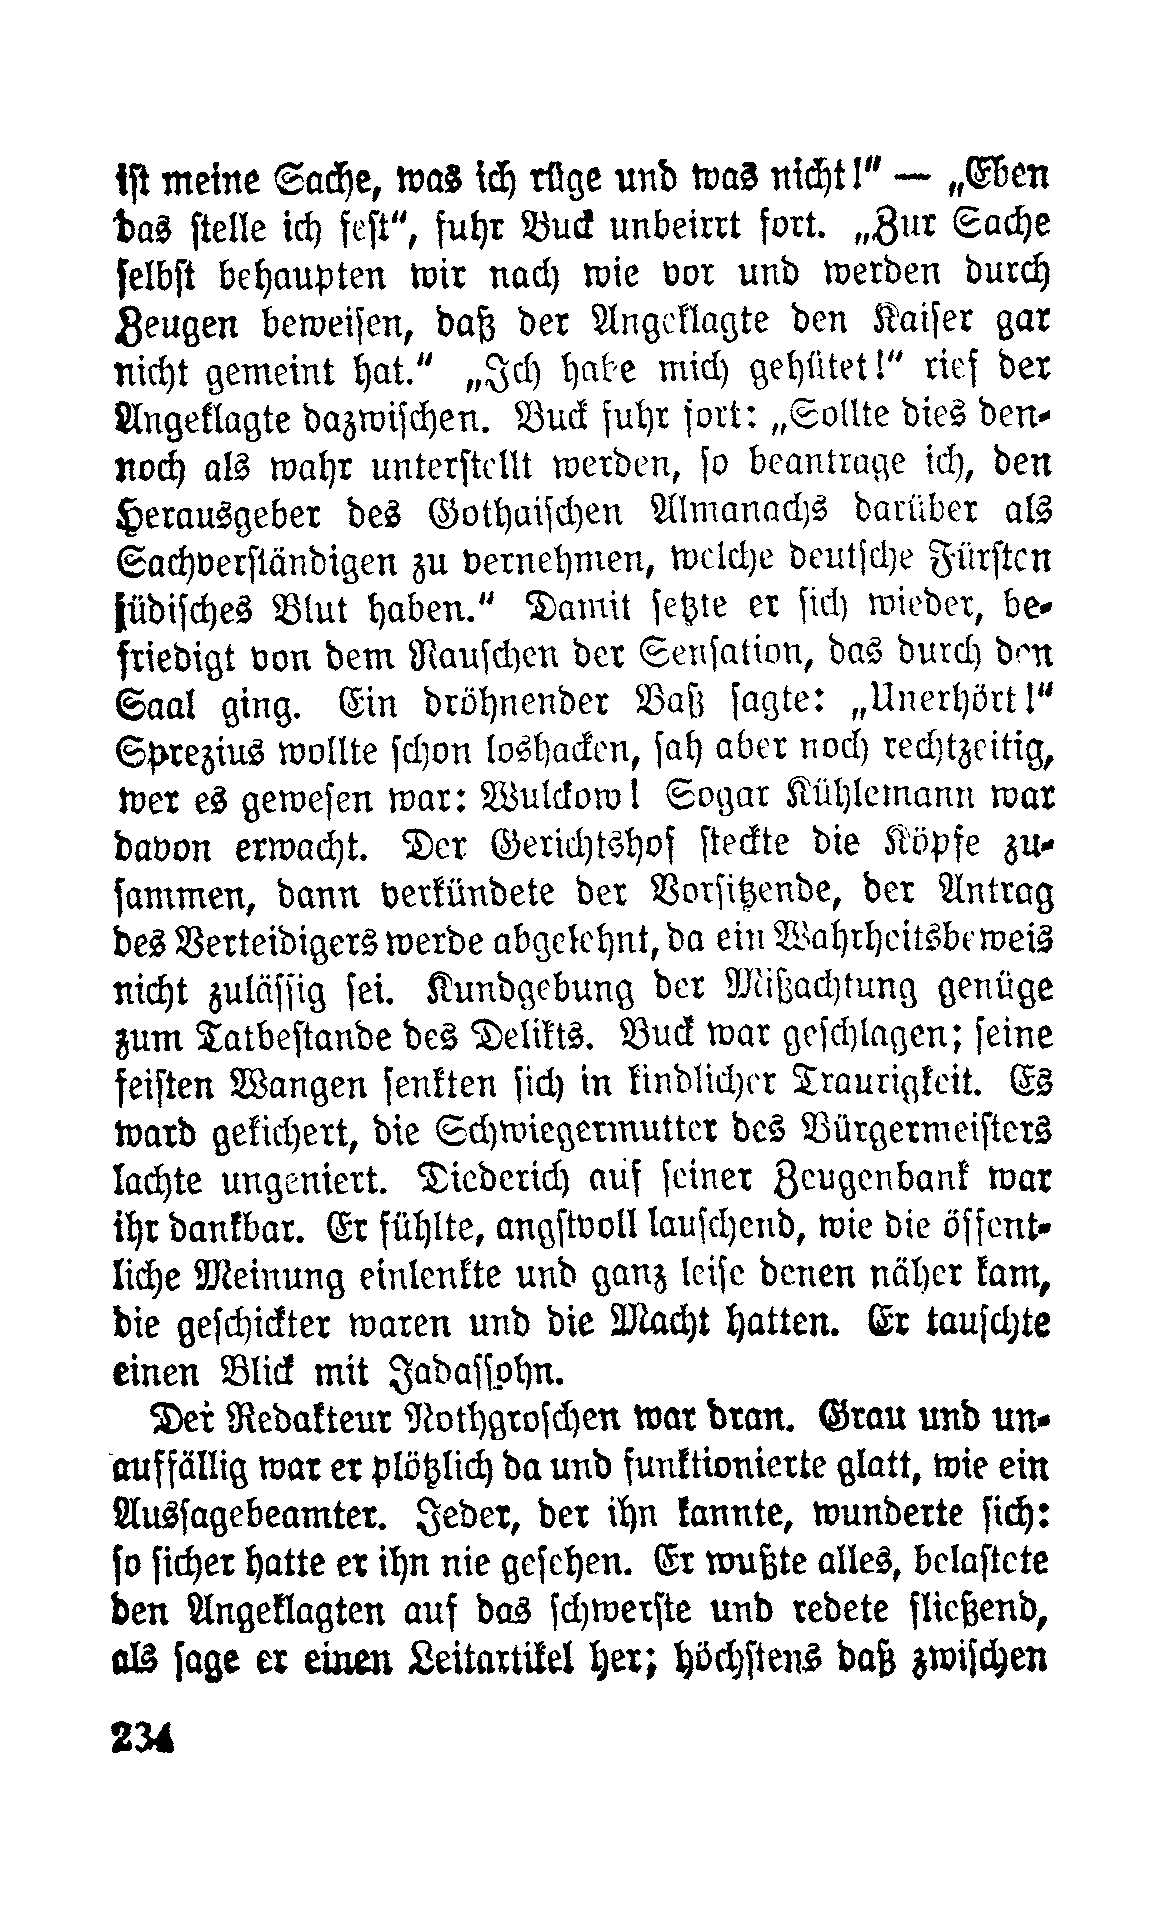 ist meine Sache, was ich rüge und was nicht!" — „Eben
das stelle ich fest“, fuhr Buck unbeirrt fort. „Zur Sache
selbst behaupten wir nach wie vor und werden durch
Zeugen beweisen, daß der Angeklagte den Kaiser gar
nicht gemeint hat.“ „Ich habe mich gehütet!“ rief der
Angeklagte dazwischen. Buck fuhr fort: „Sollte dies den-
noch als wahr unterstellt werden, so beantrage ich, den
Herausgeber des Gothaischen Almanachs darüber als
Sachverständigen zu vernehmen, welche deutsche Fürsten
jüdisches Blut haben.“ Damit setzte er sich wieder, be-
friedigt von dem Rauschen der Sensation, das durch den
Saal ging. Ein dröhnender Baß sagte: „Unerhört!“
Sprezius wollte schon loshacken, sah aber noch rechtzeitig,
wer es gewesen war: Wulckow! Sogar Kühlemann war
davon erwacht. Der Gerichtshof steckte die Köpfe zu-
sammen, dann verkündete der Vorsitzende, der Antrag
des Verteidigers werde abgelehnt, da ein Wahrheitsbeweis
nicht zulässig sei. Kundgebung der Mißachtung genüge
zum Tatbestande des Delikts. Buck war geschlagen; seine
feisten Wangen senkten sich in kindlicher Traurigkeit. Es
ward gekichert, die Schwiegermutter des Bürgermeisters
lachte ungeniert. Diederich auf seiner Zeugenbank war
ihr dankbar. Er fühlte, angstvoll lauschend, wie die öffent-
liche Meinung einlenkte und ganz leise denen näher kam,
die geschickter waren und die Macht hatten. Er tauschte
einen Blick mit Jadassohn.
Der Redakteur Nothgroschen war dran. Grau und un-
auffällig war er plötzlich da und funktionierte glatt, wie ein
Aussagebeamter. Jeder, der ihn kannte, wunderte sich:
so sicher hatte er ihn nie gesehen. Er wußte alles, belastete
den Angeklagten auf das schwerste und redete fließend,
als sage er einen Leitartikel her; höchstens daß zwischen
234